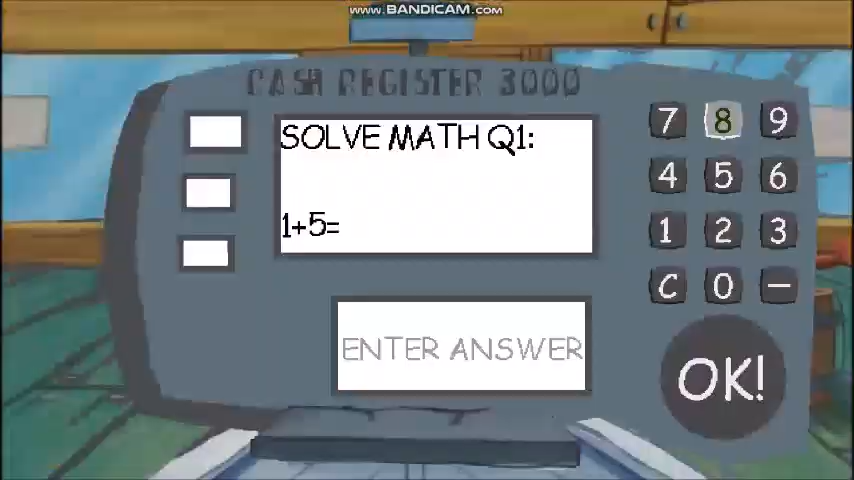 WWW.BANDICAM.COM
CASH REGISTER 3000
SOLVE MATH Q1:
1+5=
ENTER ANSWER
7 8 9
4 5 6
1 2 3
C 0 −
OK!